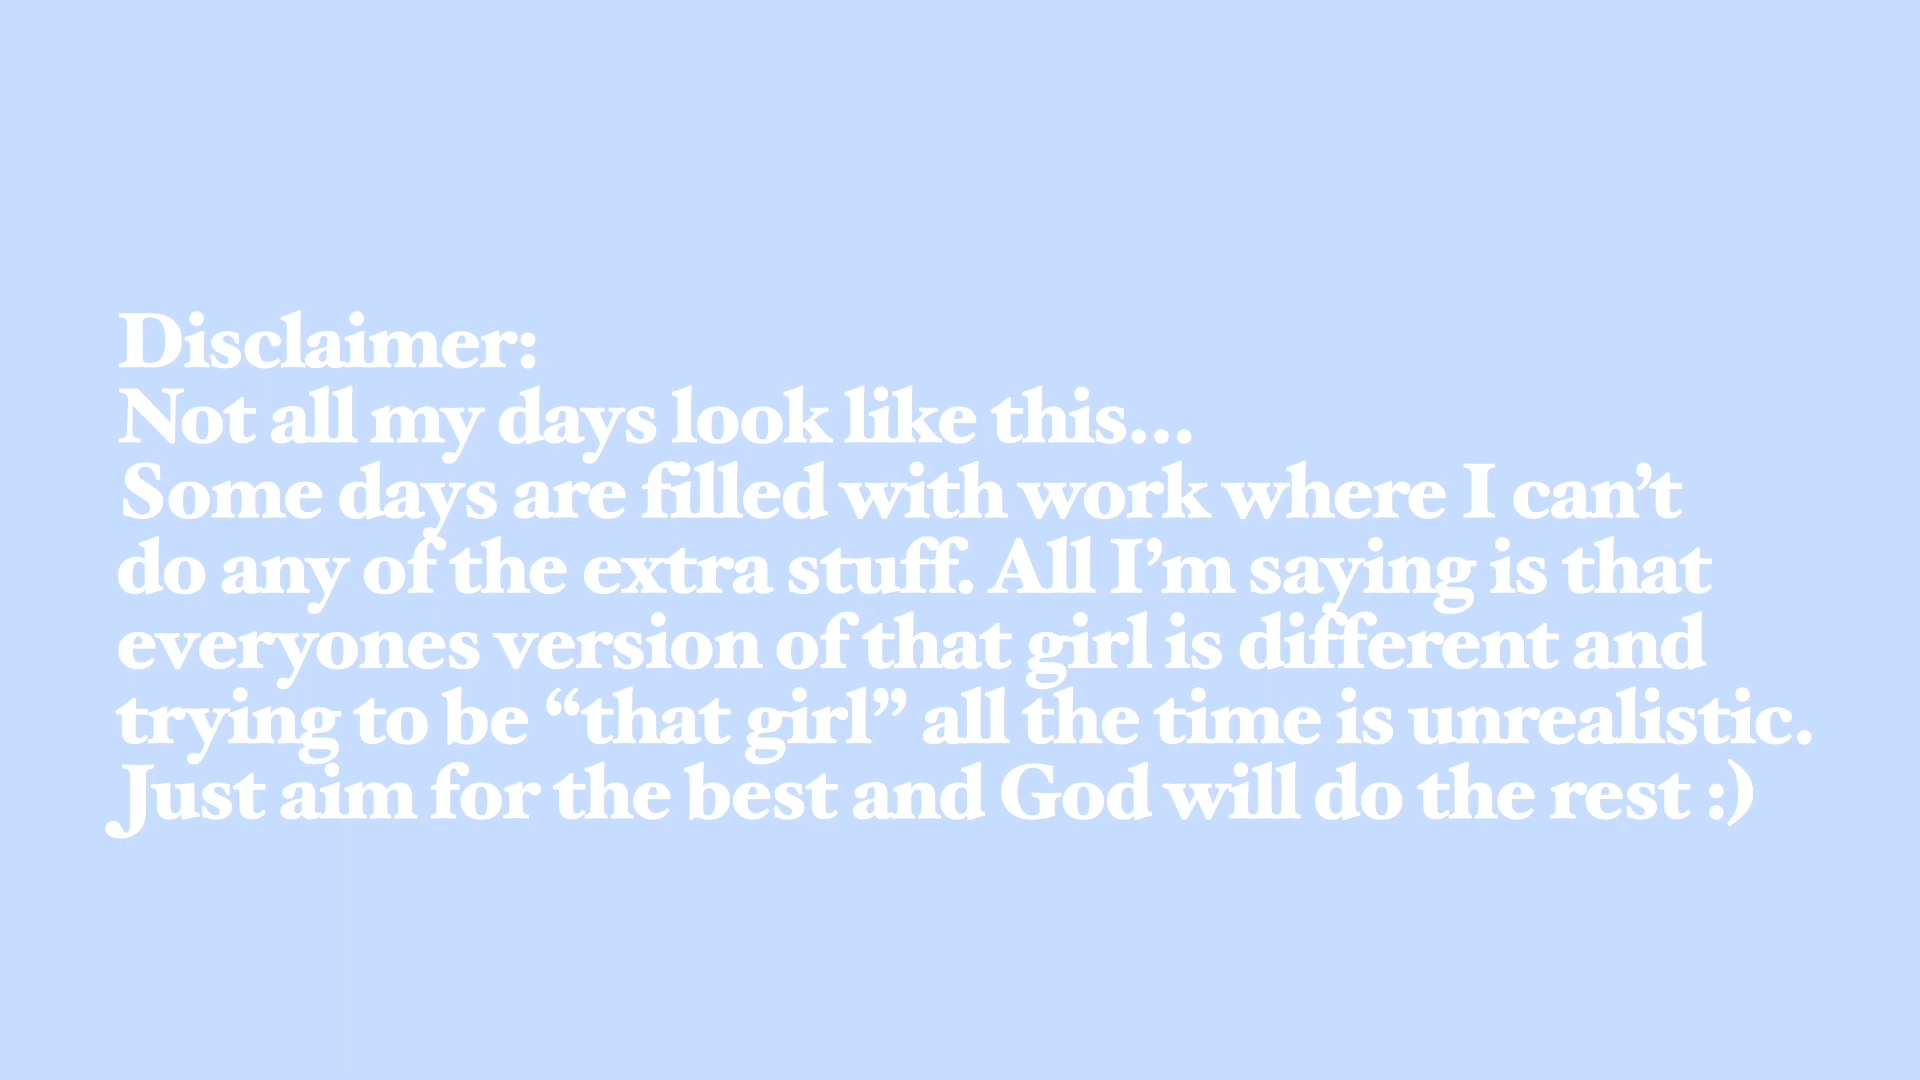 Disclaimer:
Not all my days look like this...
Some days are filled with work where I can’t
do any of the extra stuff. All I’m saying is that
everyones version of that girl is different and
trying to be “that girl” all the time is unrealistic.
Just aim for the best and God will do the rest :)